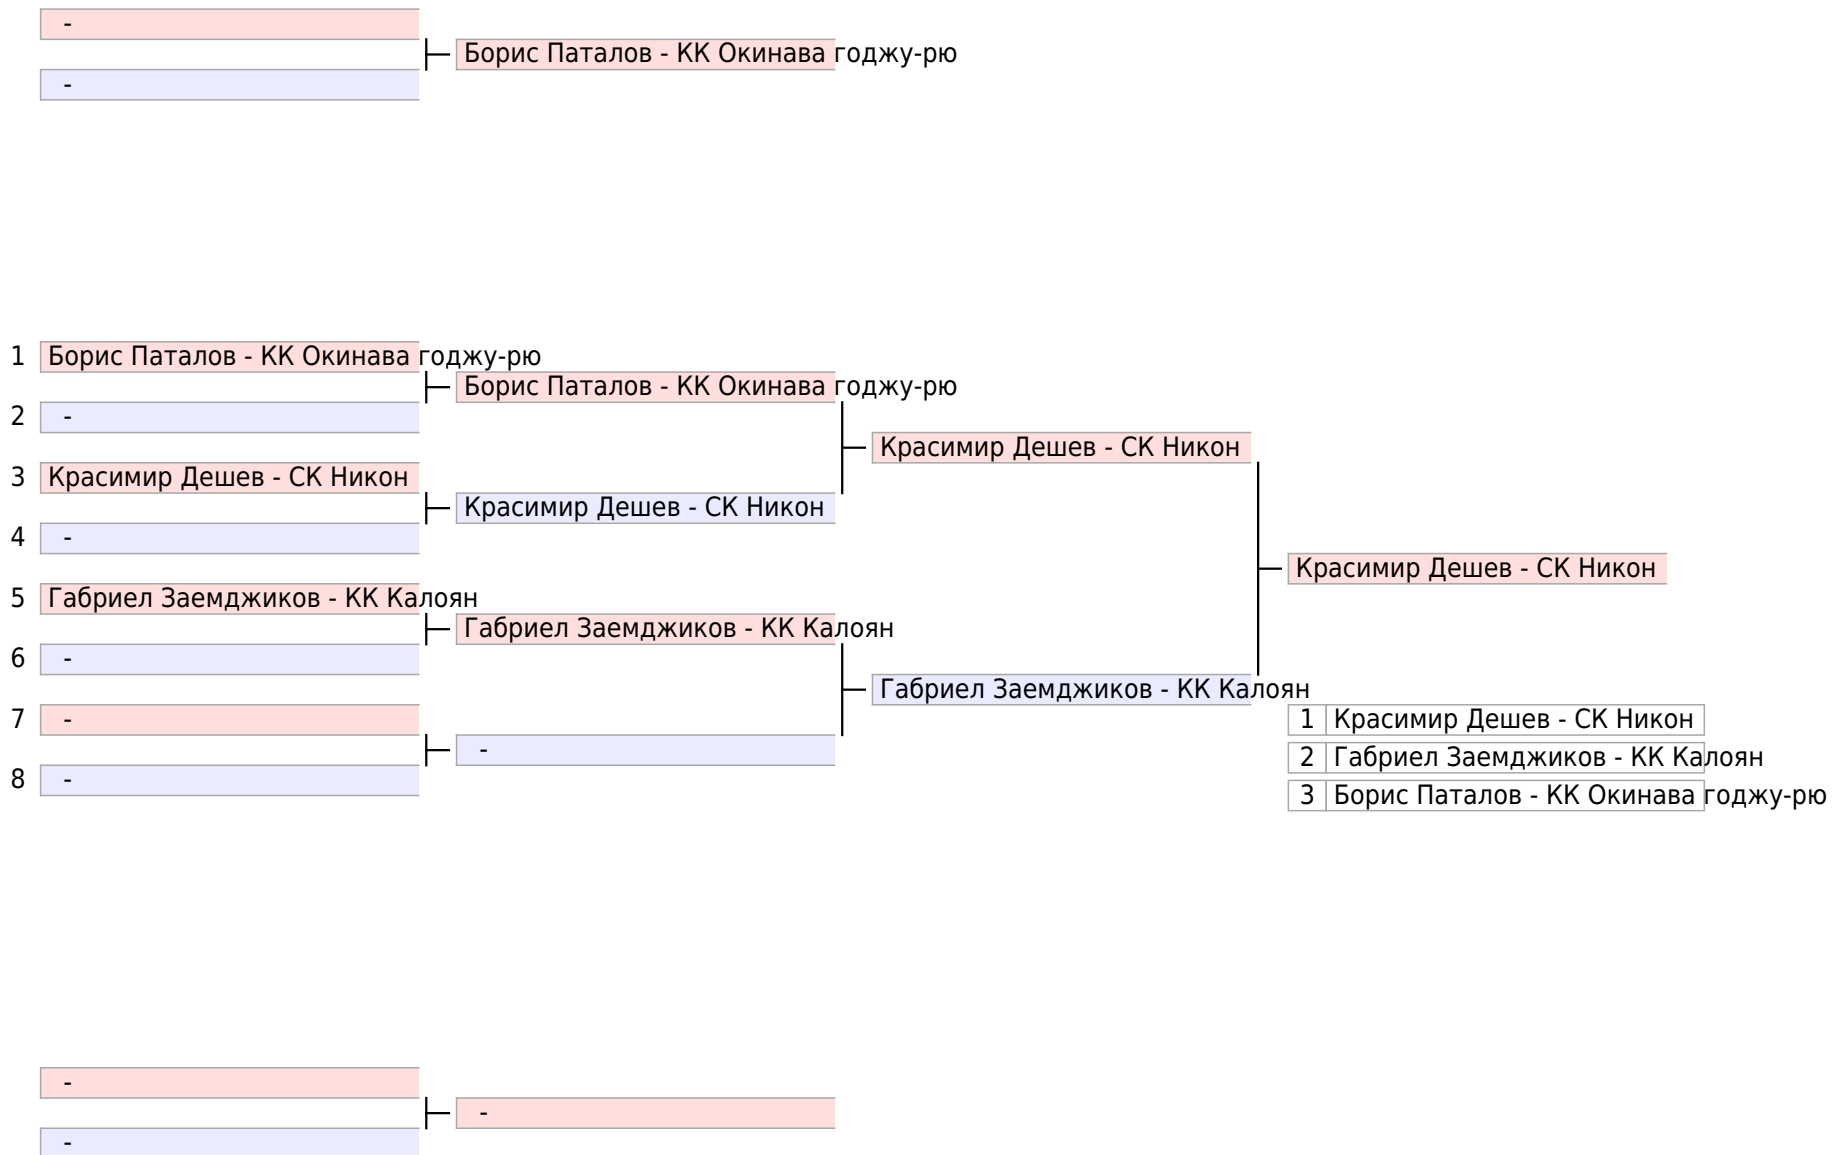 -
Борис Паталов - КК Окинава годжу-рю
-
1 Борис Паталов - КК Окинава годжу-рю
Борис Паталов - КК Окинава годжу-рю
2 -
Красимир Дешев - СК Никон
3 Красимир Дешев - СК Никон
Красимир Дешев - СК Никон
4 -
Красимир Дешев - СК Никон
5 Габриел Заемджиков - КК Калоян
Габриел Заемджиков - КК Калоян
6 -
Габриел Заемджиков - КК Калоян
7 -
1 Красимир Дешев - СК Никон
-
2 Габриел Заемджиков - КК Калоян
8 -
3 Борис Паталов - КК Окинава годжу-рю
-
-
-